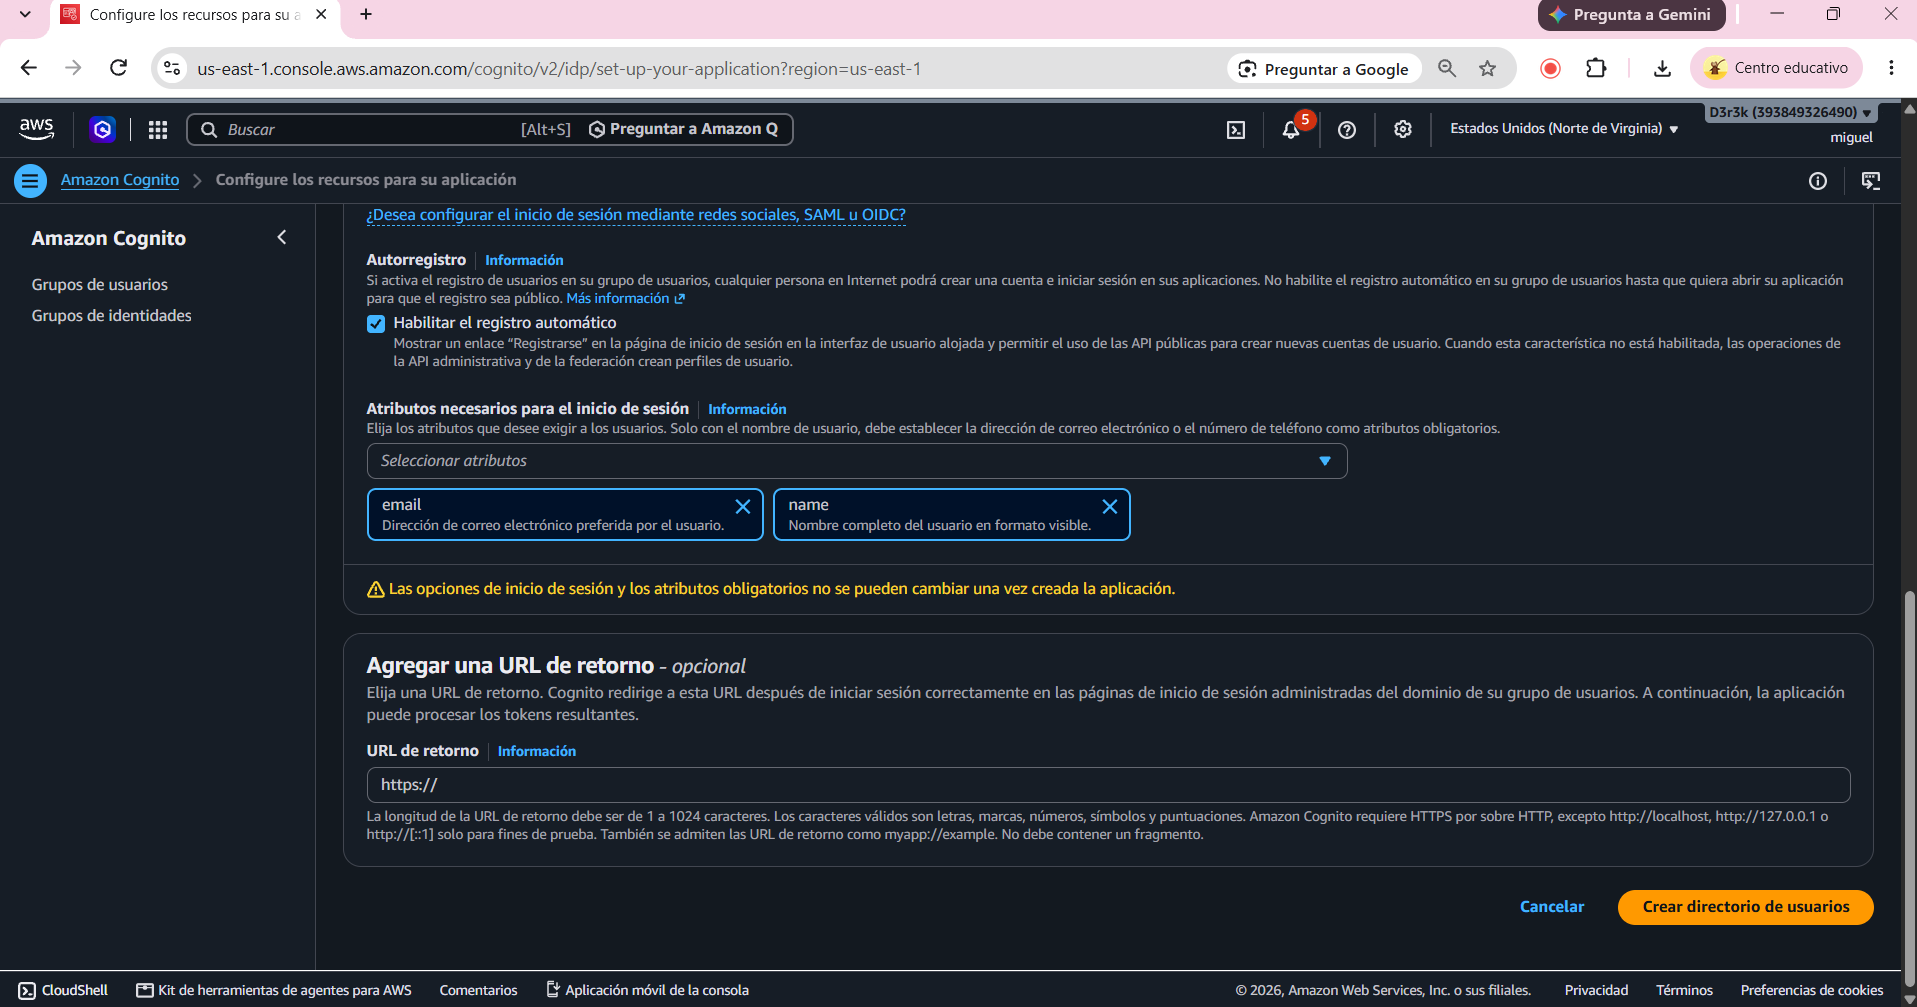 Configure los recursos para su a
Pregunta a Gemini
us-east-1.console.aws.amazon.com/cognito/v2/idp/set-up-your-application?region=us-east-1
Preguntar a Google
Centro educativo
aws
Buscar
[Alt+S]
Preguntar a Amazon Q
5
Estados Unidos (Norte de Virginia)
D3r3k (393849326490)
miguel
Amazon Cognito
Configure los recursos para su aplicación
Amazon Cognito
Grupos de usuarios
Grupos de identidades
¿Desea configurar el inicio de sesión mediante redes sociales, SAML u OIDC?
Autorregistro
Información
Si activa el registro de usuarios en su grupo de usuarios, cualquier persona en Internet podrá crear una cuenta e iniciar sesión en sus aplicaciones. No habilite el registro automático en su grupo de usuarios hasta que quiera abrir su aplicación
para que el registro sea público. Más información
Habilitar el registro automático
Mostrar un enlace “Registrarse” en la página de inicio de sesión en la interfaz de usuario alojada y permitir el uso de las API públicas para crear nuevas cuentas de usuario. Cuando esta característica no está habilitada, las operaciones de
la API administrativa y de la federación crean perfiles de usuario.
Atributos necesarios para el inicio de sesión
Información
Elija los atributos que desee exigir a los usuarios. Solo con el nombre de usuario, debe establecer la dirección de correo electrónico o el número de teléfono como atributos obligatorios.
Seleccionar atributos
email
Dirección de correo electrónico preferida por el usuario.
name
Nombre completo del usuario en formato visible.
Las opciones de inicio de sesión y los atributos obligatorios no se pueden cambiar una vez creada la aplicación.
Agregar una URL de retorno - opcional
Elija una URL de retorno. Cognito redirige a esta URL después de iniciar sesión correctamente en las páginas de inicio de sesión administradas del dominio de su grupo de usuarios. A continuación, la aplicación
puede procesar los tokens resultantes.
URL de retorno
Información
https://
La longitud de la URL de retorno debe ser de 1 a 1024 caracteres. Los caracteres válidos son letras, marcas, números, símbolos y puntuaciones. Amazon Cognito requiere HTTPS por sobre HTTP, excepto http://localhost, http://127.0.0.1 o
http://[::1] solo para fines de prueba. También se admiten las URL de retorno como myapp://example. No debe contener un fragmento.
Cancelar
Crear directorio de usuarios
CloudShell
Kit de herramientas de agentes para AWS
Comentarios
Aplicación móvil de la consola
© 2026, Amazon Web Services, Inc. o sus filiales.
Privacidad
Términos
Preferencias de cookies